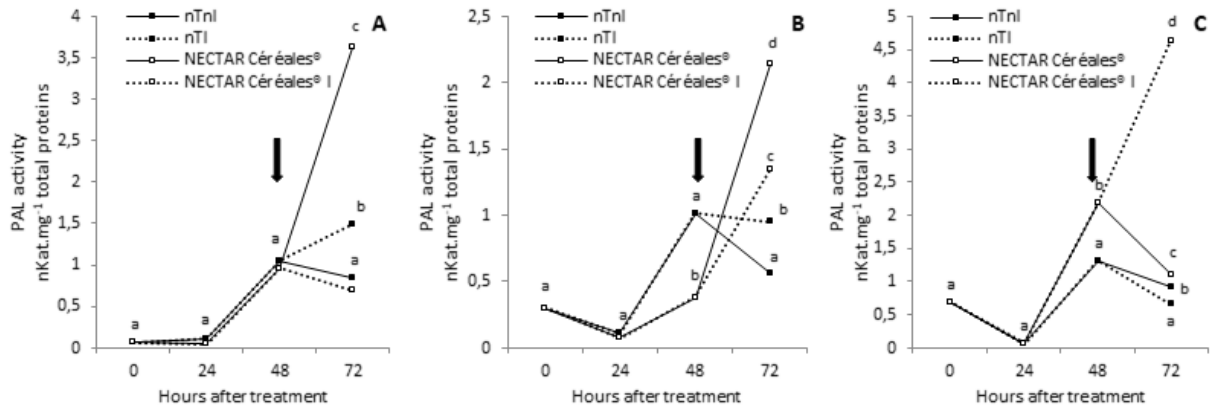 A
nTnI
nTI
NECTAR Céréales®
NECTAR Céréales® I
PAL activity
nKat.mg⁻¹ total proteins
4
3,5
3
2,5
2
1,5
1
0,5
0
a
a
a
c
b
a
0 24 48 72
Hours after treatment
B
nTnI
nTI
NECTAR Céréales®
NECTAR Céréales® I
PAL activity
nKat.mg⁻¹ total proteins
2,5
2
1,5
1
0,5
0
a
a
a
b
d
c
b
a
0 24 48 72
Hours after treatment
C
nTnI
nTI
NECTAR Céréales®
NECTAR Céréales® I
PAL activity
nKat.mg⁻¹ total proteins
5
4,5
4
3,5
3
2,5
2
1,5
1
0,5
0
a
a
b
a
d
c
b
a
0 24 48 72
Hours after treatment